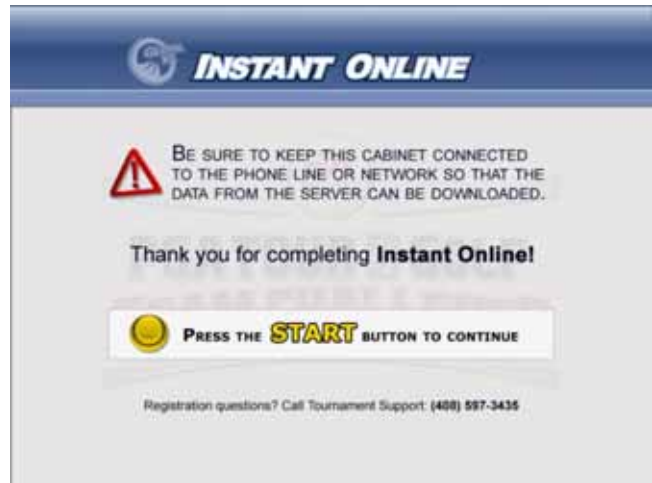 INSTANT ONLINE
BE SURE TO KEEP THIS CABINET CONNECTED
TO THE PHONE LINE OR NETWORK SO THAT THE
DATA FROM THE SERVER CAN BE DOWNLOADED.
Thank you for completing Instant Online!
PRESS THE START BUTTON TO CONTINUE
Registration questions? Call Tournament Support: (408) 597-3435